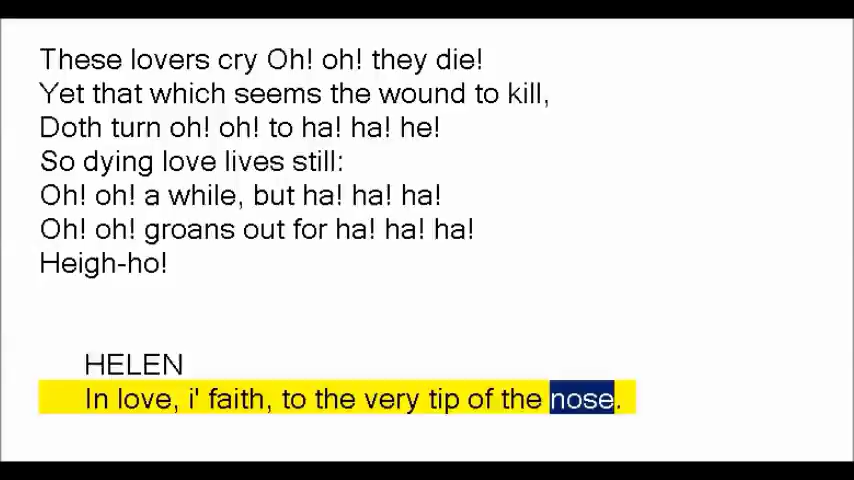 These lovers cry Oh! oh! they die!
Yet that which seems the wound to kill,
Doth turn oh! oh! to ha! ha! he!
So dying love lives still:
Oh! oh! a while, but ha! ha! ha!
Oh! oh! groans out for ha! ha! ha!
Heigh-ho!
HELEN
In love, i' faith, to the very tip of the nose.